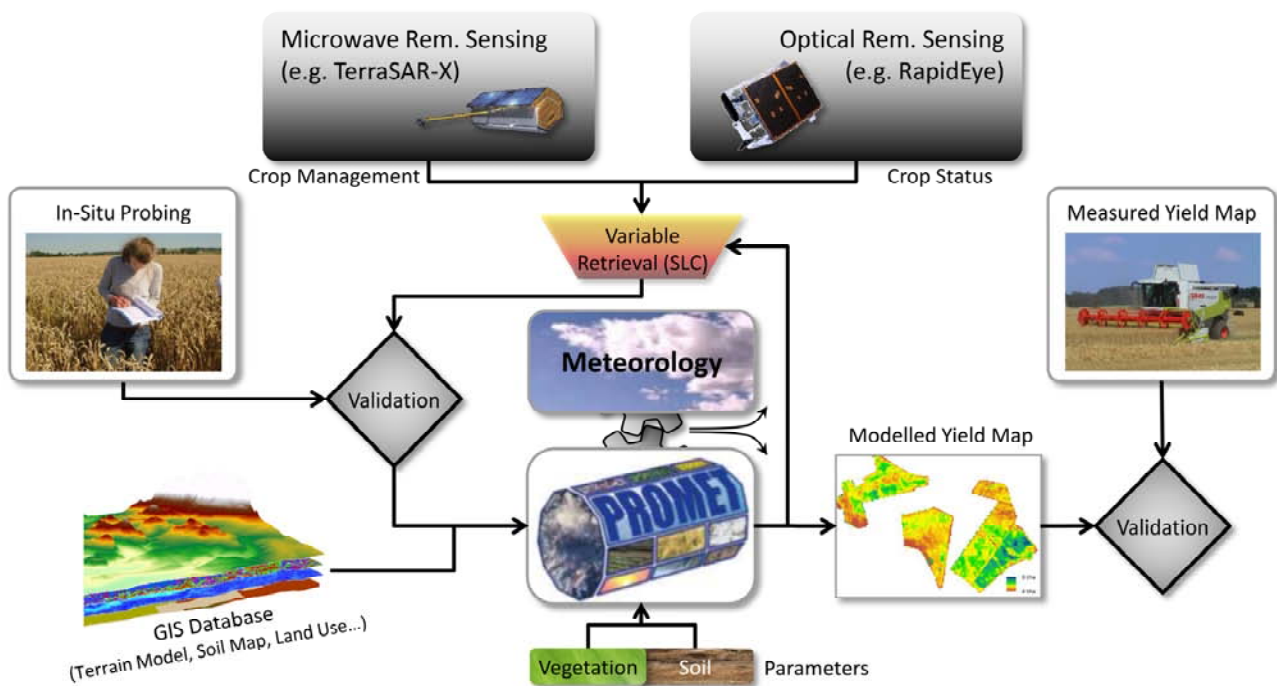 Microwave Rem. Sensing
(e.g. TerraSAR-X)
Optical Rem. Sensing
(e.g. RapidEye)
Crop Management
Crop Status
In-Situ Probing
Measured Yield Map
Variable
Retrieval (SLC)
Meteorology
Validation
Modelled Yield Map
PROMET
Validation
GIS Database
(Terrain Model, Soil Map, Land Use...)
Vegetation
Soil
Parameters